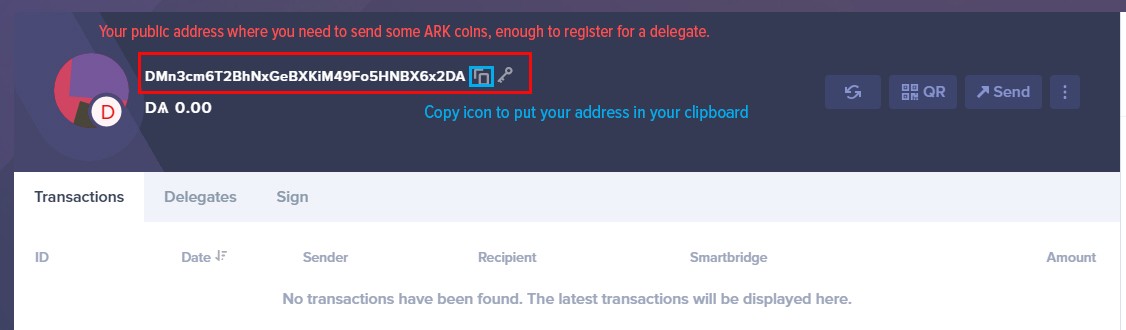 Your public address where you need to send some ARK coins, enough to register for a delegate.
DMn3cm6T2BhNxGeBXKiM49Fo5HNBX6x2DA
D
DѦ 0.00
Copy icon to put your address in your clipboard
QR Send
Transactions Delegates Sign
ID Date Sender Recipient Smartbridge Amount
No transactions have been found. The latest transactions will be displayed here.